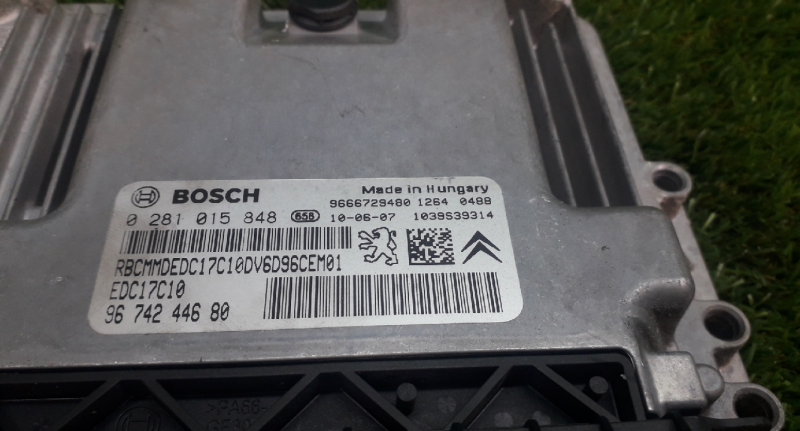 BOSCH
Made in Hungary
9666729480 1264 0488
0 281 015 848 658 10-06-07 1039S39314
RBCMMDEDC17C10DV6D96CEM01
EDC17C10
96 742 446 80
>PA66-